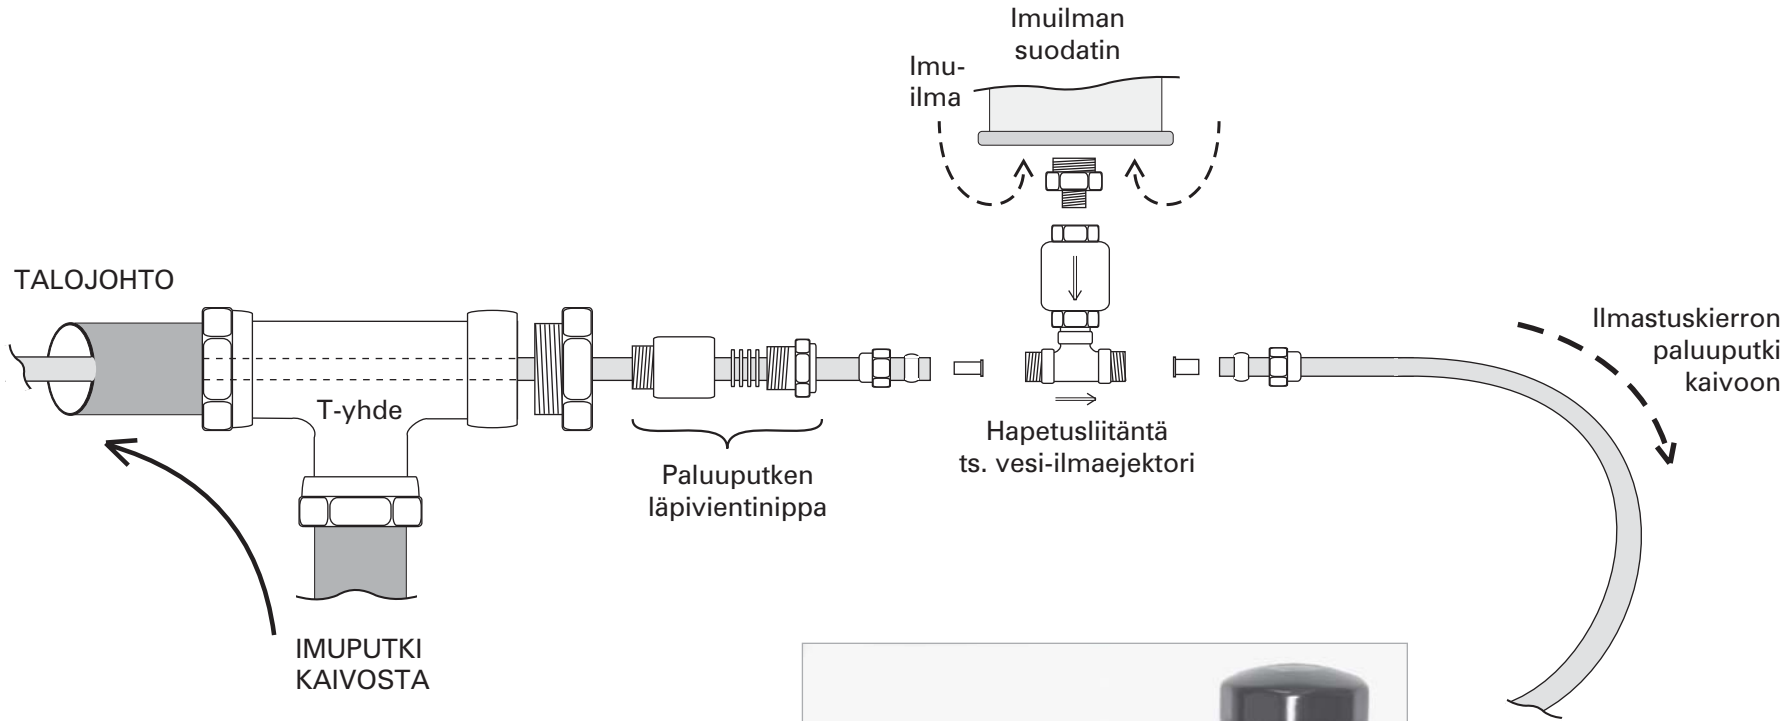 Imuilman
suodatin
Imu-
ilma
TALOJOHTO
Ilmastuskierron
paluuputki
kaivoon
T-yhde
Hapetusliitäntä
ts. vesi-ilmaejektori
Paluuputken
läpivientinippa
IMUPUTKI
KAIVOSTA